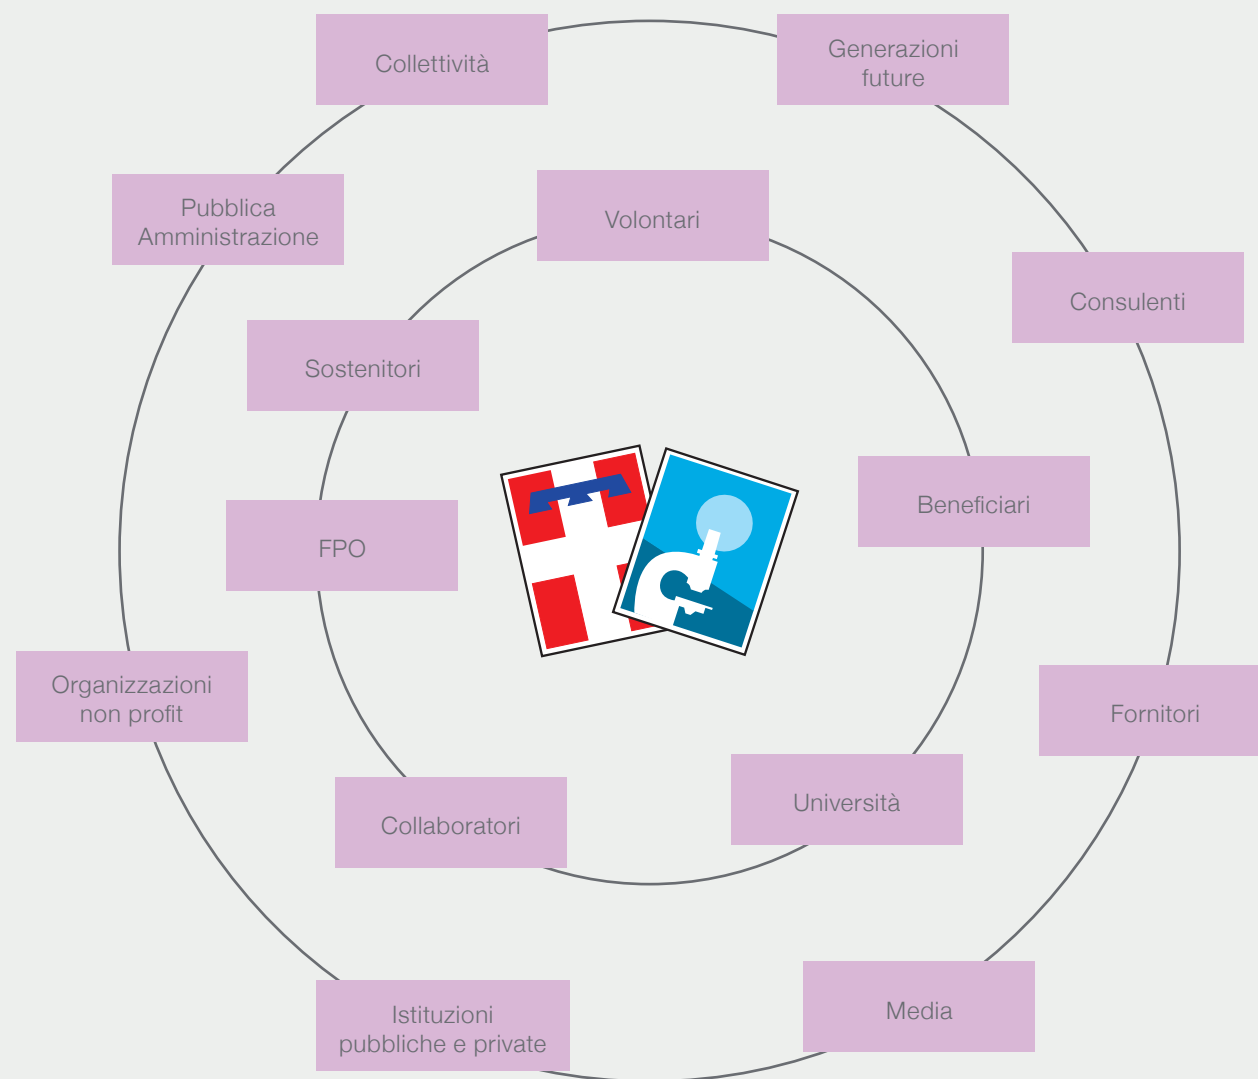 Collettività
Generazioni
future
Pubblica
Amministrazione
Volontari
Consulenti
Sostenitori
Beneficiari
FPO
Organizzazioni
non profit
Fornitori
Università
Collaboratori
Media
Istituzioni
pubbliche e private